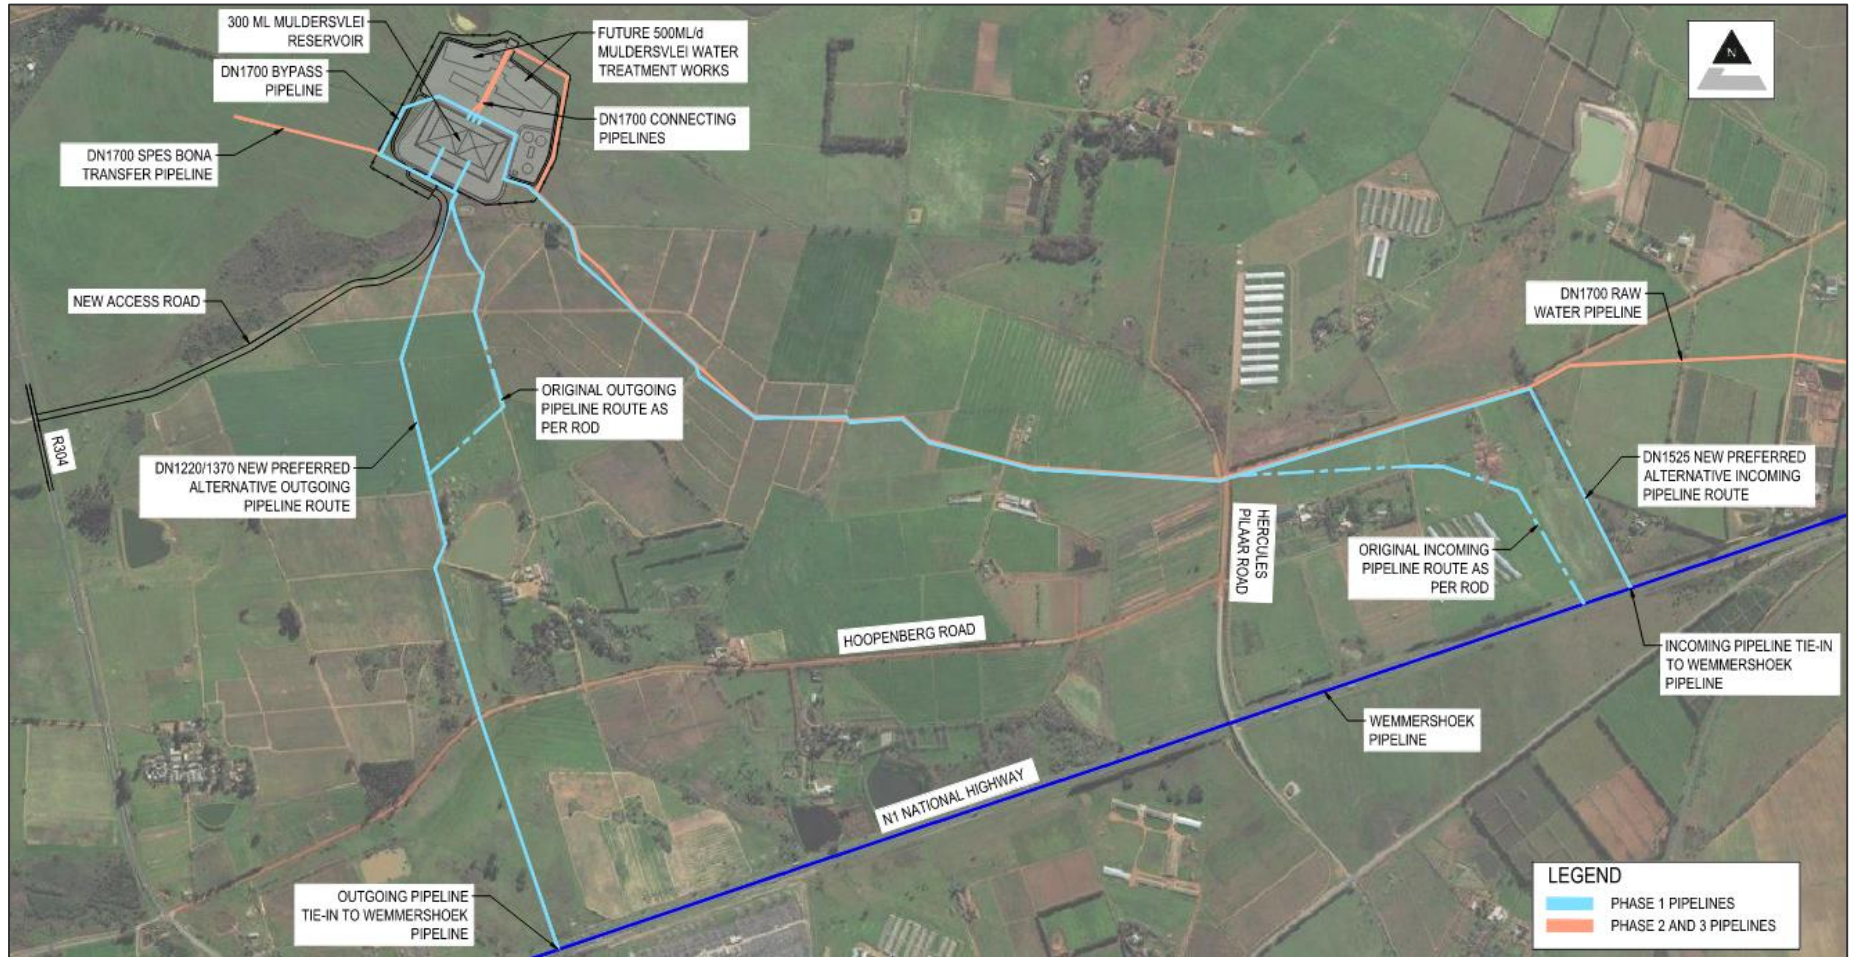 300 ML MULDERSVLEI
RESERVOIR
FUTURE 500ML/d
MULDERSVLEI WATER
TREATMENT WORKS
N
DN1700 BYPASS
PIPELINE
DN1700 CONNECTING
PIPELINES
DN1700 SPES BONA
TRANSFER PIPELINE
NEW ACCESS ROAD
DN1700 RAW
WATER PIPELINE
ORIGINAL OUTGOING
PIPELINE ROUTE AS
PER ROD
R304
DN1220/1370 NEW PREFERRED
ALTERNATIVE OUTGOING
PIPELINE ROUTE
DN1525 NEW PREFERRED
ALTERNATIVE INCOMING
PIPELINE ROUTE
HERCULES
PILAAR ROAD
ORIGINAL INCOMING
PIPELINE ROUTE AS
PER ROD
HOOPENBERG ROAD
INCOMING PIPELINE TIE-IN
TO WEMMERSHOEK
PIPELINE
WEMMERSHOEK
PIPELINE
N1 NATIONAL HIGHWAY
OUTGOING PIPELINE
TIE-IN TO WEMMERSHOEK
PIPELINE
LEGEND
PHASE 1 PIPELINES
PHASE 2 AND 3 PIPELINES